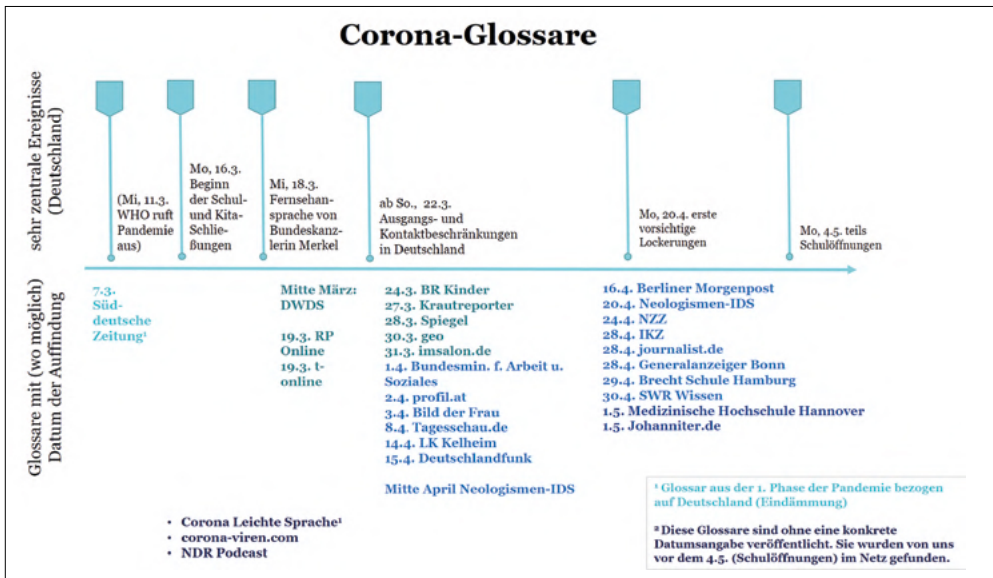 Corona-Glossare
sehr zentrale Ereignisse
(Deutschland)
(Mi, 11.3.
WHO ruft
Pandemie
aus)
Mo, 16.3.
Beginn
der Schul-
und Kita-
Schlie-
ßungen
Mi, 18.3.
Fernsehan-
sprache von
Bundeskanz-
lerin Merkel
ab So., 22.3.
Ausgangs- und
Kontaktbeschränkungen
in Deutschland
Mo, 20.4. erste
vorsichtige
Lockerungen
Mo, 4.5. teils
Schulöffnungen
Glossare mit (wo möglich)
Datum der Auffindung
7.3.
Süd-
deutsche
Zeitung¹
Mitte März:
DWDS
19.3. RP
Online
19.3. t-
online
24.3. BR Kinder
27.3. Krautreporter
28.3. Spiegel
30.3. geo
31.3. imsalon.de
1.4. Bundesmin. f. Arbeit u.
Soziales
2.4. profil.at
3.4. Bild der Frau
8.4. Tagesschau.de
14.4. LK Kelheim
15.4. Deutschlandfunk
Mitte April Neologismen-IDS
16.4. Berliner Morgenpost
20.4. Neologismen-IDS
24.4. NZZ
28.4. IKZ
28.4. journalist.de
28.4. Generalanzeiger Bonn
29.4. Brecht Schule Hamburg
30.4. SWR Wissen
1.5. Medizinische Hochschule Hannover
1.5. Johanniter.de
• Corona Leichte Sprache¹
• corona-viren.com
• NDR Podcast
¹ Glossar aus der 1. Phase der Pandemie bezogen
auf Deutschland (Eindämmung)
² Diese Glossare sind ohne eine konkrete
Datumsangabe veröffentlicht. Sie wurden von uns
vor dem 4.5. (Schulöffnungen) im Netz gefunden.